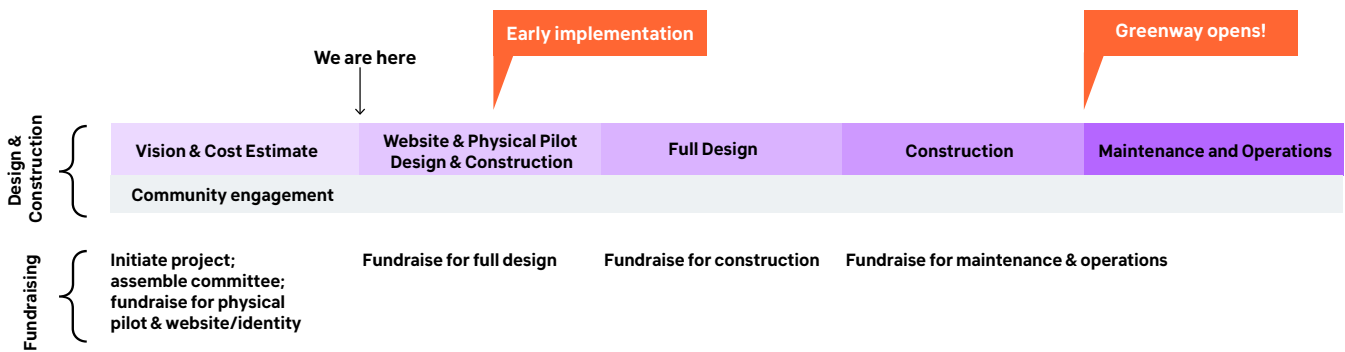 Early implementation
Greenway opens!
We are here
Design &
Construction
Vision & Cost Estimate
Website & Physical Pilot
Design & Construction
Full Design
Construction
Maintenance and Operations
Community engagement
Fundraising
Initiate project;
assemble committee;
fundraise for physical
pilot & website/identity
Fundraise for full design
Fundraise for construction
Fundraise for maintenance & operations